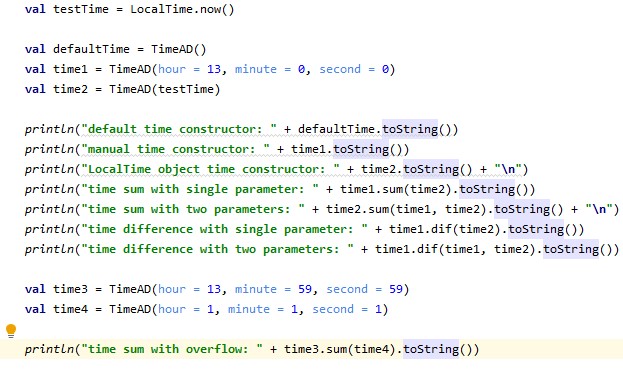 val testTime = LocalTime.now()
val defaultTime = TimeAD()
val time1 = TimeAD(hour = 13, minute = 0, second = 0)
val time2 = TimeAD(testTime)
println("default time constructor: " + defaultTime.toString())
println("manual time constructor: " + time1.toString())
println("LocalTime object time constructor: " + time2.toString() + "\n")
println("time sum with single parameter: " + time1.sum(time2).toString())
println("time sum with two parameters: " + time2.sum(time1, time2).toString() + "\n")
println("time difference with single parameter: " + time1.dif(time2).toString())
println("time difference with two parameters: " + time1.dif(time1, time2).toString())
val time3 = TimeAD(hour = 13, minute = 59, second = 59)
val time4 = TimeAD(hour = 1, minute = 1, second = 1)
println("time sum with overflow: " + time3.sum(time4).toString())